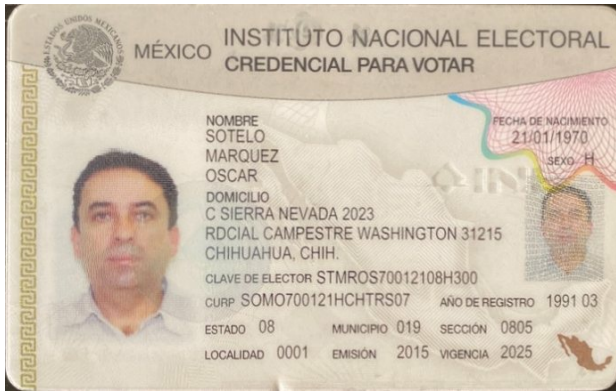 ESTADOS UNIDOS MEXICANOS
MÉXICO INSTITUTO NACIONAL ELECTORAL
CREDENCIAL PARA VOTAR
NOMBRE
SOTELO
MARQUEZ
OSCAR
FECHA DE NACIMIENTO
21/01/1970
SEXO H
DOMICILIO
C SIERRA NEVADA 2023
RDCIAL CAMPESTRE WASHINGTON 31215
CHIHUAHUA, CHIH.
INE
CLAVE DE ELECTOR STMROS70012108H300
CURP SOMO700121HCHTRS07 AÑO DE REGISTRO 1991 03
ESTADO 08 MUNICIPIO 019 SECCIÓN 0805
LOCALIDAD 0001 EMISIÓN 2015 VIGENCIA 2025